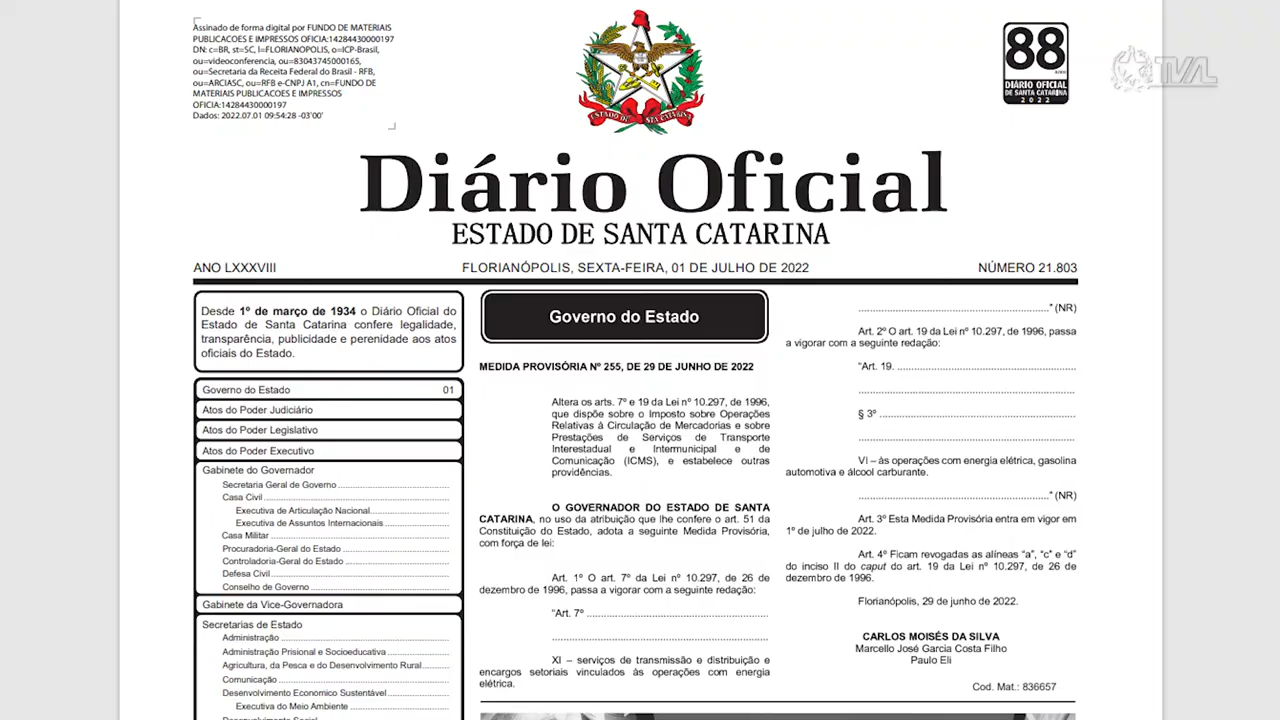 Assinado de forma digital por FUNDO DE MATERIAIS
PUBLICACOES E IMPRESSOS OFICIA:14284430000197
DN: c=BR, st=SC, l=FLORIANOPOLIS, o=ICP-Brasil,
ou=videoconferencia, ou=83043745000165,
ou=Secretaria da Receita Federal do Brasil - RFB,
ou=ARCIASC, ou=RFB e-CNPJ A1, cn=FUNDO DE
MATERIAIS PUBLICACOES E IMPRESSOS
OFICIA:14284430000197
Dados: 2022.07.01 09:54:28 -03'00'
88
anos
DIÁRIO OFICIAL
DE SANTA CATARINA
2022
TVAL
Diário Oficial
ESTADO DE SANTA CATARINA
ANO LXXXVIII
FLORIANÓPOLIS, SEXTA-FEIRA, 01 DE JULHO DE 2022
NÚMERO 21.803
Desde 1º de março de 1934 o Diário Oficial do
Estado de Santa Catarina confere legalidade,
transparência, publicidade e perenidade aos atos
oficiais do Estado.
Governo do Estado 01
Atos do Poder Judiciário
Atos do Poder Legislativo
Atos do Poder Executivo
Gabinete do Governador
Secretaria Geral de Governo
Casa Civil
Executiva de Articulação Nacional
Executiva de Assuntos Internacionais
Casa Militar
Procuradoria-Geral do Estado
Controladoria-Geral do Estado
Defesa Civil
Conselho de Governo
Gabinete da Vice-Governadora
Secretarias de Estado
Administração
Administração Prisional e Socioeducativa
Agricultura, da Pesca e do Desenvolvimento Rural
Comunicação
Desenvolvimento Economico Sustentável
Executiva do Meio Ambiente
Desenvolvimento Social
Governo do Estado
MEDIDA PROVISÓRIA Nº 255, DE 29 DE JUNHO DE 2022
Altera os arts. 7º e 19 da Lei nº 10.297, de 1996,
que dispõe sobre o Imposto sobre Operações
Relativas à Circulação de Mercadorias e sobre
Prestações de Serviços de Transporte
Interestadual e Intermunicipal e de
Comunicação (ICMS), e estabelece outras
providências.
O GOVERNADOR DO ESTADO DE SANTA
CATARINA, no uso da atribuição que lhe confere o art. 51 da
Constituição do Estado, adota a seguinte Medida Provisória,
com força de lei:
Art. 1º O art. 7º da Lei nº 10.297, de 26 de
dezembro de 1996, passa a vigorar com a seguinte redação:
"Art. 7º ............................................................
............................................................
XI – serviços de transmissão e distribuição e
encargos setoriais vinculados às operações com energia
elétrica.
............................................................" (NR)
Art. 2º O art. 19 da Lei nº 10.297, de 1996, passa
a vigorar com a seguinte redação:
"Art. 19. ............................................................
............................................................
§ 3º ............................................................
............................................................
VI – às operações com energia elétrica, gasolina
automotiva e álcool carburante.
............................................................" (NR)
Art. 3º Esta Medida Provisória entra em vigor em
1º de julho de 2022.
Art. 4º Ficam revogadas as alíneas "a", "c" e "d"
do inciso II do caput do art. 19 da Lei nº 10.297, de 26 de
dezembro de 1996.
Florianópolis, 29 de junho de 2022.
CARLOS MOISÉS DA SILVA
Marcello José Garcia Costa Filho
Paulo Eli
Cod. Mat.: 836657